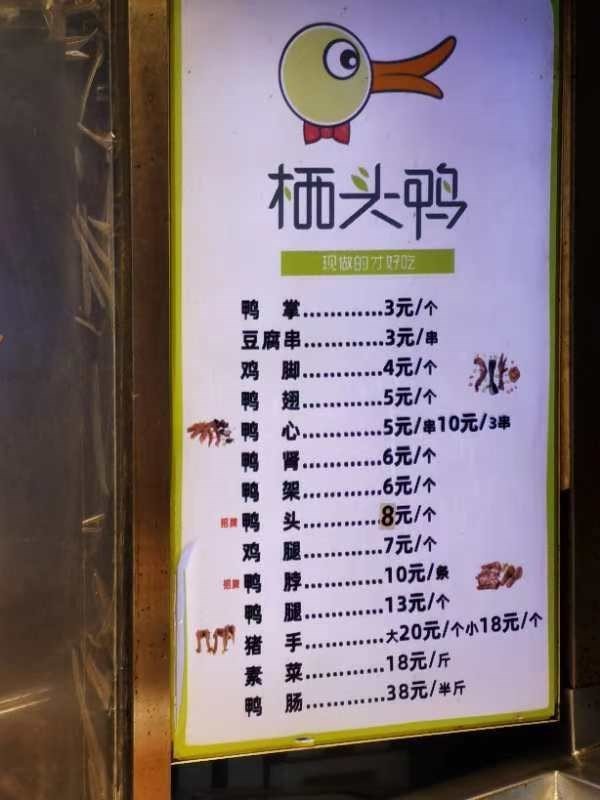 栖头鸭
现做的才好吃
鸭 掌............3元/个
豆腐串............3元/串
鸡 脚............4元/个
鸭 翅............5元/个
鸭 心............5元/串10元/3串
鸭 肾............6元/个
鸭 架............6元/个
招牌 鸭 头............8元/个
鸡 腿............7元/个
招牌 鸭 脖............10元/条
鸭 腿............13元/个
猪 手............大20元/个小18元/个
素 菜............18元/斤
鸭 肠............38元/半斤